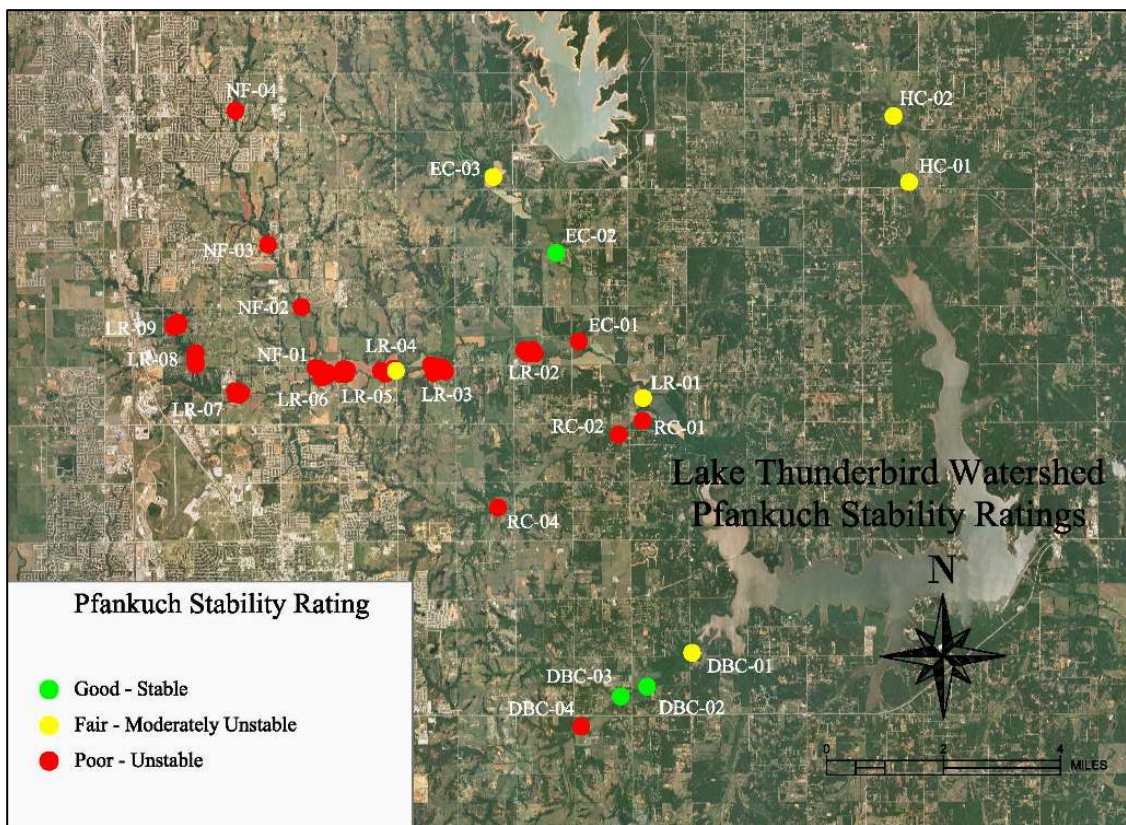 NF-04
HC-02
EC-03
HC-01
EC-02
NF-03
NF-02
LR-09
EC-01
LR-08
NF-01
LR-04
LR-02
LR-07
LR-06
LR-05
LR-03
LR-01
RC-02
RC-01
Lake Thunderbird Watershed
Pfankuch Stability Ratings
RC-04
N
Pfankuch Stability Rating
DBC-01
DBC-03
Good - Stable
DBC-02
DBC-04
Fair - Moderately Unstable
0 2 4
Poor - Unstable
MILES